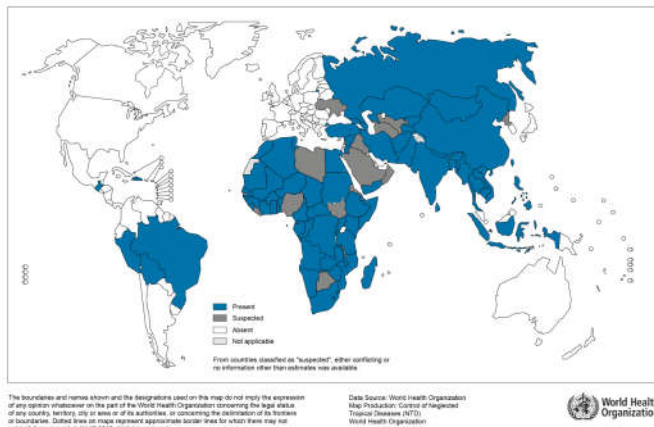 Present
Suspected
Absent
Not applicable
From countries classified as "suspected", either conflicting or
no information other than estimates was available.
The boundaries and names shown and the designations used on this map do not imply the expression
of any opinion whatsoever on the part of the World Health Organization concerning the legal status
of any country, territory, city or area or of its authorities, or concerning the delimitation of its frontiers
or boundaries. Dotted lines on maps represent approximate border lines for which there may not
Data Source: World Health Organization
Map Production: Control of Neglected
Tropical Diseases (NTD)
World Health Organization
World Healt
Organizatio